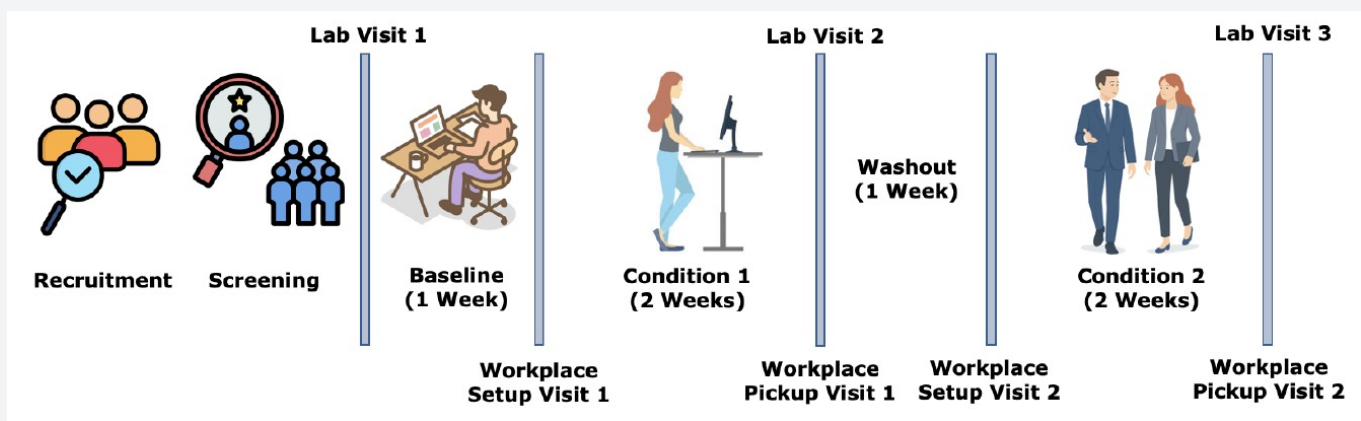 Lab Visit 1
Lab Visit 2
Lab Visit 3
Washout
(1 Week)
Recruitment
Screening
Baseline
(1 Week)
Condition 1
(2 Weeks)
Condition 2
(2 Weeks)
Workplace
Setup Visit 1
Workplace
Pickup Visit 1
Workplace
Setup Visit 2
Workplace
Pickup Visit 2